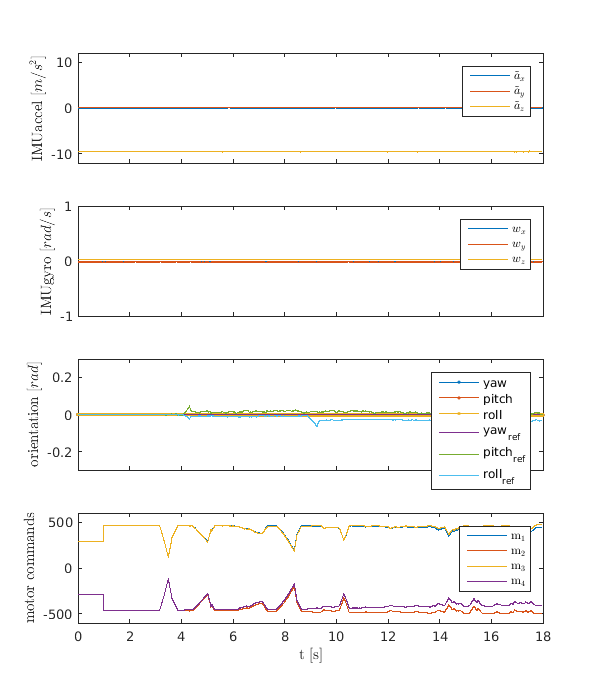 IMUaccel [m/s²]
10
0
-10
ã_x
ã_y
ã_z
IMUgyro [rad/s]
1
0
-1
w_x
w_y
w_z
orientation [rad]
0.2
0
-0.2
yaw
pitch
roll
yaw_ref
pitch_ref
roll_ref
motor commands
500
0
-500
m_1
m_2
m_3
m_4
0 2 4 6 8 10 12 14 16 18
t [s]